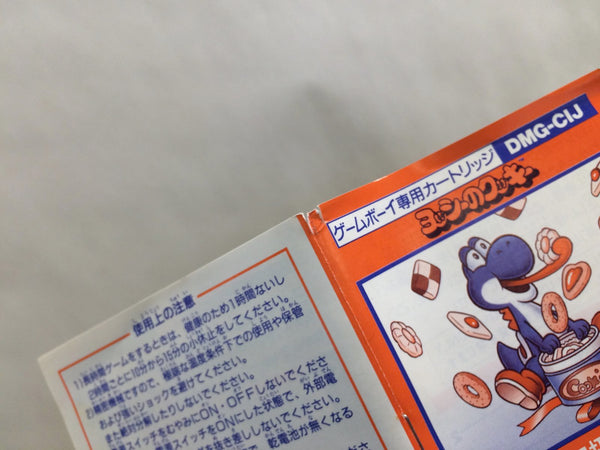 ゲームボーイ専用カートリッジ
DMG-CIJ
ヨッシーのクッキー
使用上の注意
1)長時間ゲームをするときは、健康のため1時間ないし
2時間ごとに10分から15分の小休止をしてください。
2)精密機械ですので、極端な温度条件下での使用や保管
および強いショックを避けてください。
また絶対分解したりしないでください。
スイッチをむやみにON・OFFしないでくださ
スイッチをONにした状態で、外部電
を抜き差ししないでください。
乾電池が無くなる